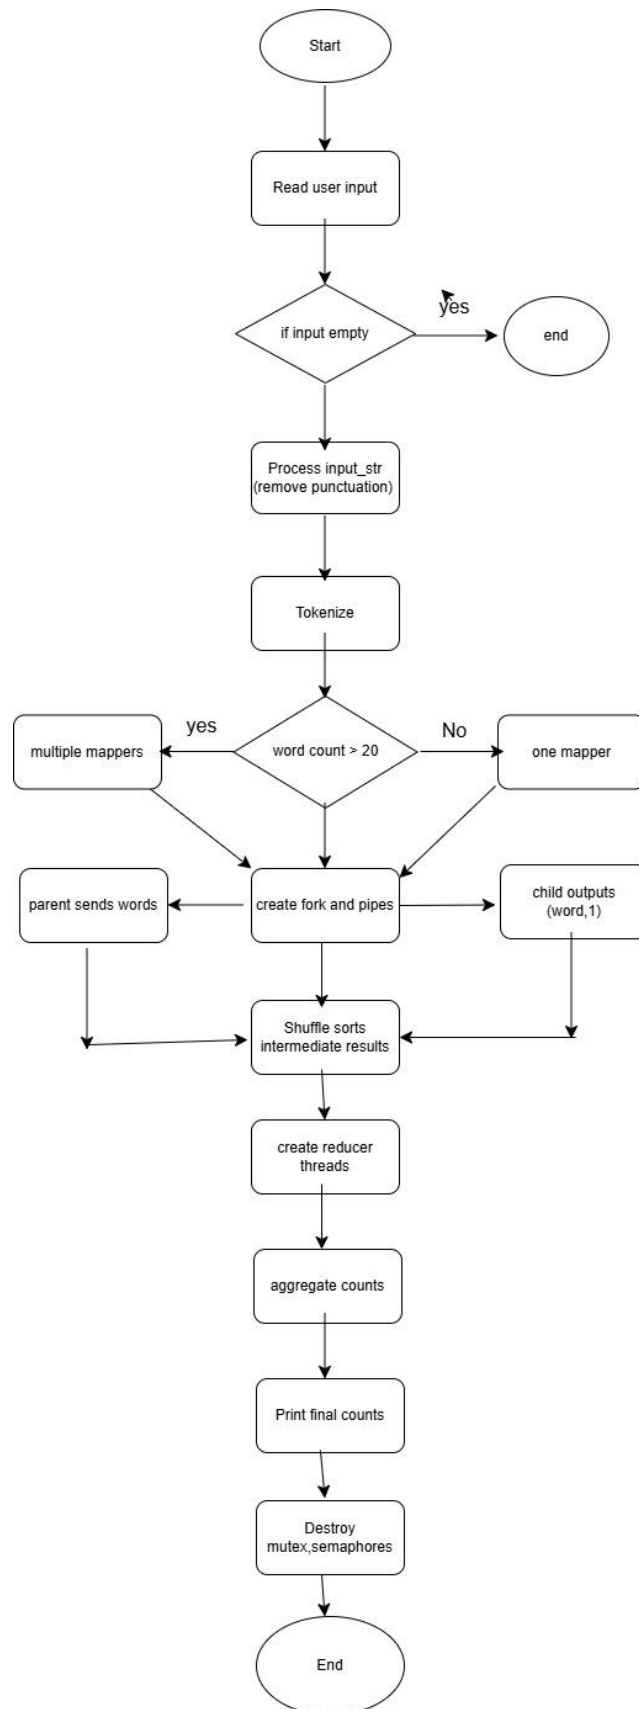 Start
Read user input
yes
if input empty
end
Process input_str
(remove punctuation)
Tokenize
yes
No
multiple mappers
word count > 20
one mapper
parent sends words
create fork and pipes
child outputs
(word,1)
Shuffle sorts
intermediate results
create reducer
threads
aggregate counts
Print final counts
Destroy
mutex,semaphores
End